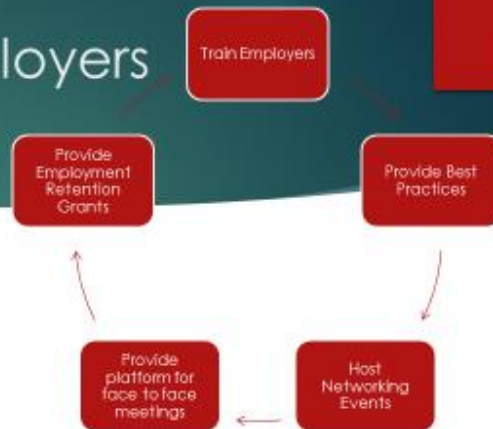 loyers
Train Employers
Provide Best
Practices
Host
Networking
Events
Provide
platform for
face to face
meetings
Provide
Employment
Retention
Grants